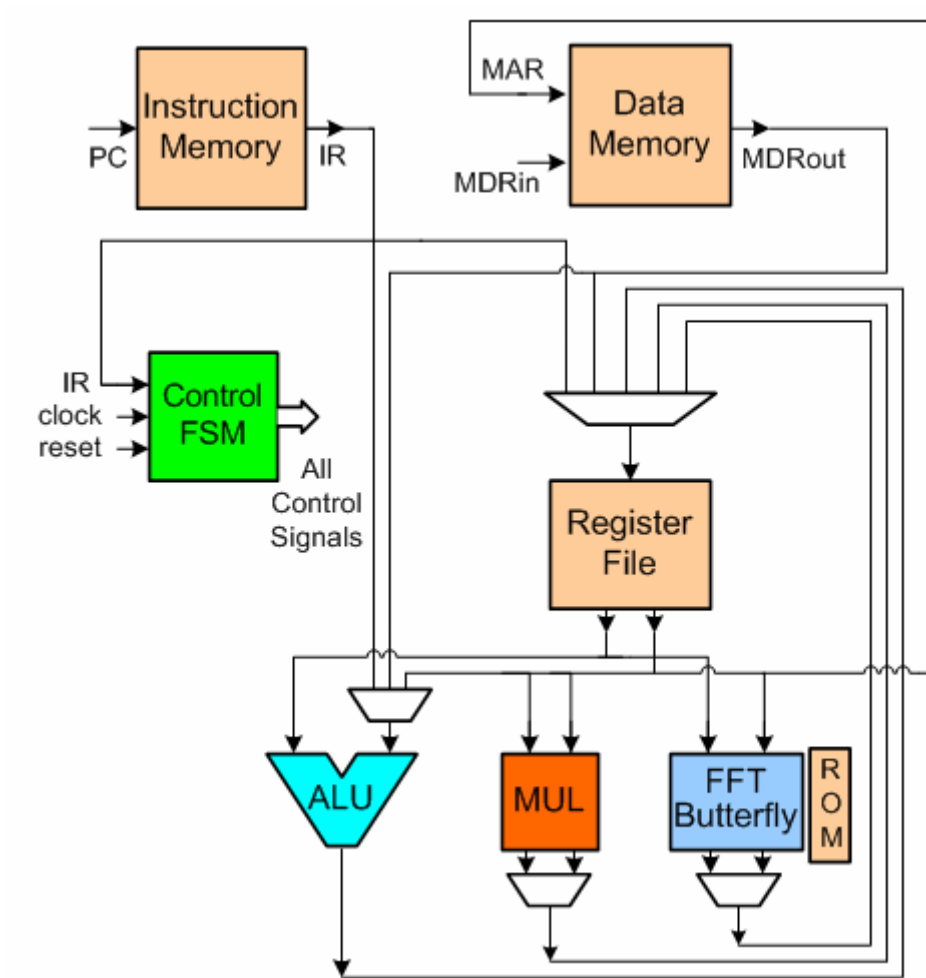 Instruction
Memory
PC
IR
MAR
MDRin
Data
Memory
MDRout
IR
clock
reset
Control
FSM
All
Control
Signals
Register
File
ALU
MUL
FFT
Butterfly
R
O
M